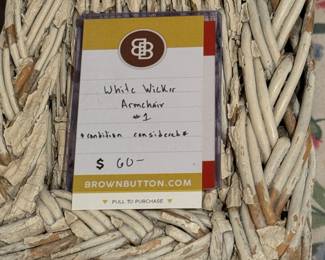 BB
White Wicker
Armchair
#1
*condition considered*
$ 60-
BROWNBUTTON.COM
PULL TO PURCHASE